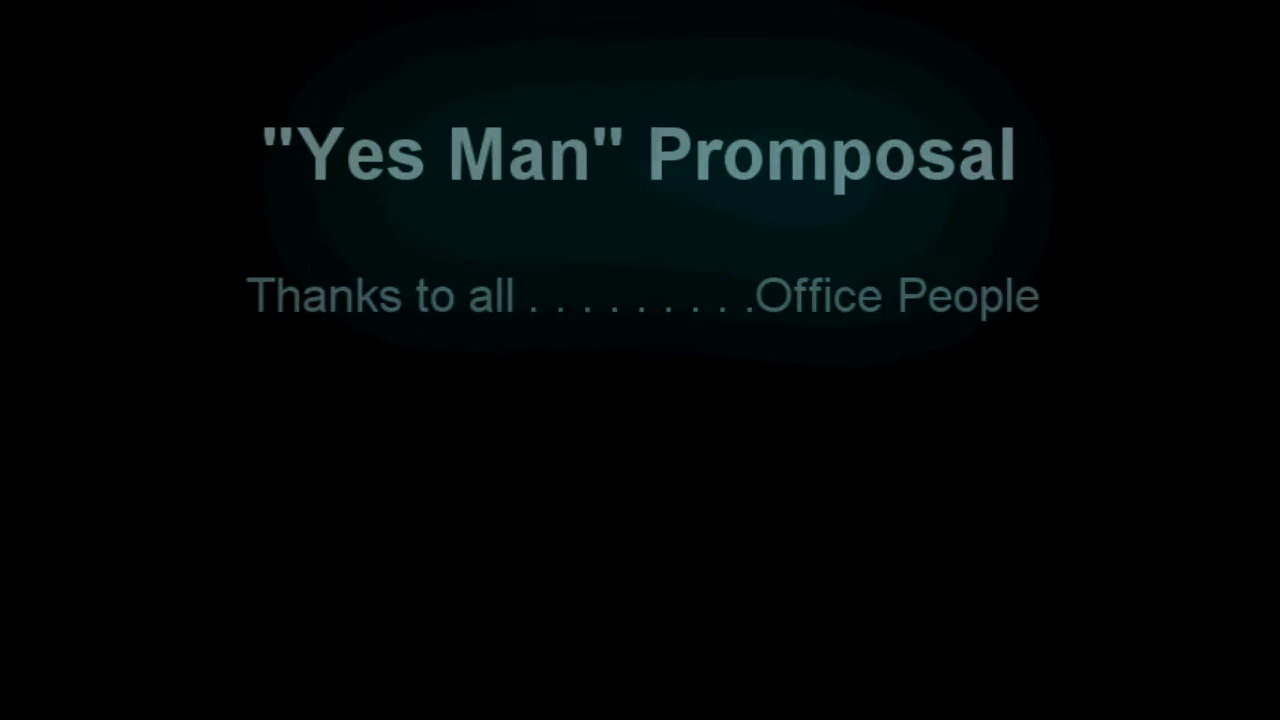 "Yes Man" Promposal
Thanks to all . . . . . . . . .Office People